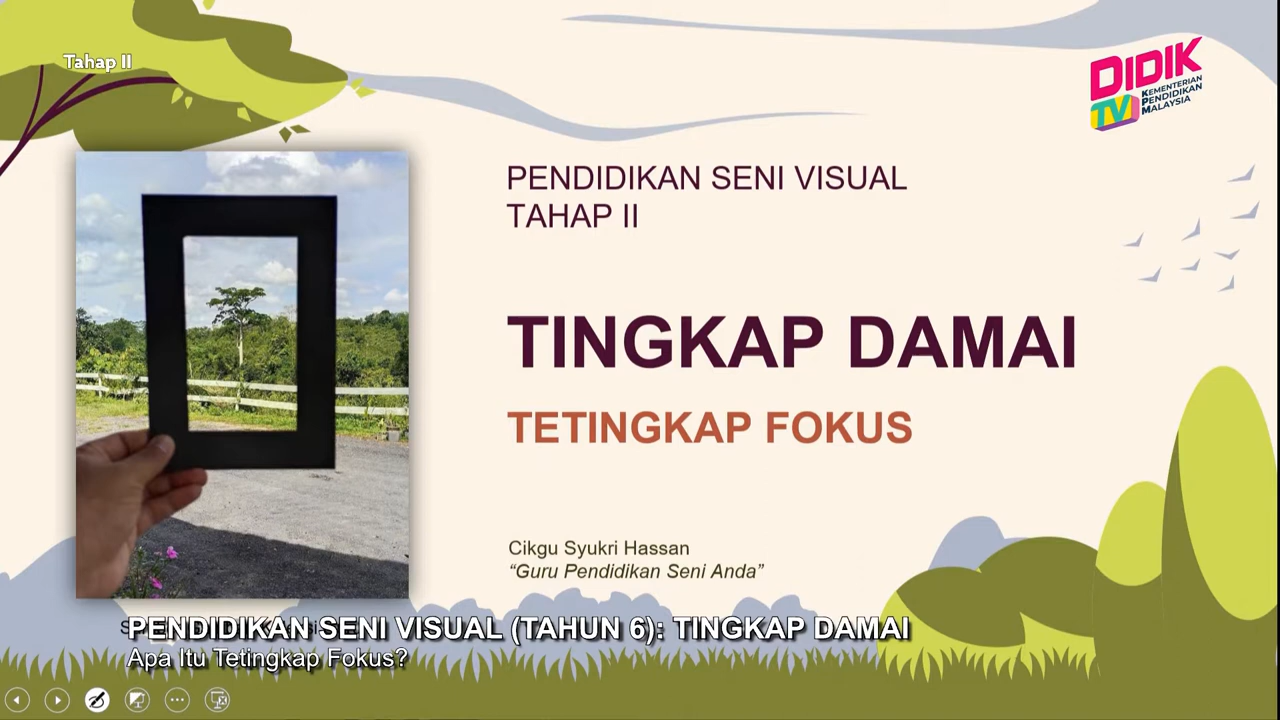 Tahap II
DIDIK
TV
KEMENTERIAN
PENDIDIKAN
MALAYSIA
PENDIDIKAN SENI VISUAL
TAHAP II
TINGKAP DAMAI
TETINGKAP FOKUS
Cikgu Syukri Hassan
“Guru Pendidikan Seni Anda”
PENDIDIKAN SENI VISUAL (TAHUN 6): TINGKAP DAMAI
Apa Itu Tetingkap Fokus?